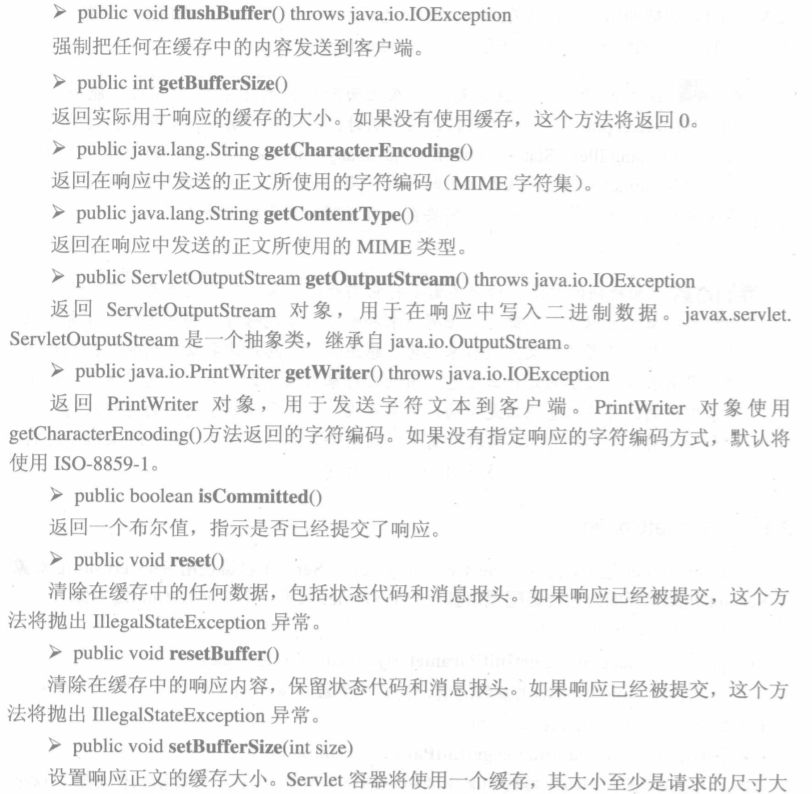 ➢ public void flushBuffer() throws java.io.IOException
强制把任何在缓存中的内容发送到客户端。
➢ public int getBufferSize()
返回实际用于响应的缓存的大小。如果没有使用缓存，这个方法将返回 0。
➢ public java.lang.String getCharacterEncoding()
返回在响应中发送的正文所使用的字符编码（MIME 字符集）。
➢ public java.lang.String getContentType()
返回在响应中发送的正文所使用的 MIME 类型。
➢ public ServletOutputStream getOutputStream() throws java.io.IOException
返回 ServletOutputStream 对象，用于在响应中写入二进制数据。javax.servlet.
ServletOutputStream 是一个抽象类，继承自 java.io.OutputStream。
➢ public java.io.PrintWriter getWriter() throws java.io.IOException
返回 PrintWriter 对象，用于发送字符文本到客户端。PrintWriter 对象使用
getCharacterEncoding()方法返回的字符编码。如果没有指定响应的字符编码方式，默认将
使用 ISO-8859-1。
➢ public boolean isCommitted()
返回一个布尔值，指示是否已经提交了响应。
➢ public void reset()
清除在缓存中的任何数据，包括状态代码和消息报头。如果响应已经被提交，这个方
法将抛出 IllegalStateException 异常。
➢ public void resetBuffer()
清除在缓存中的响应内容，保留状态代码和消息报头。如果响应已经被提交，这个方
法将抛出 IllegalStateException 异常。
➢ public void setBufferSize(int size)
设置响应正文的缓存大小。Servlet 容器将使用一个缓存，其大小至少是请求的尺寸大